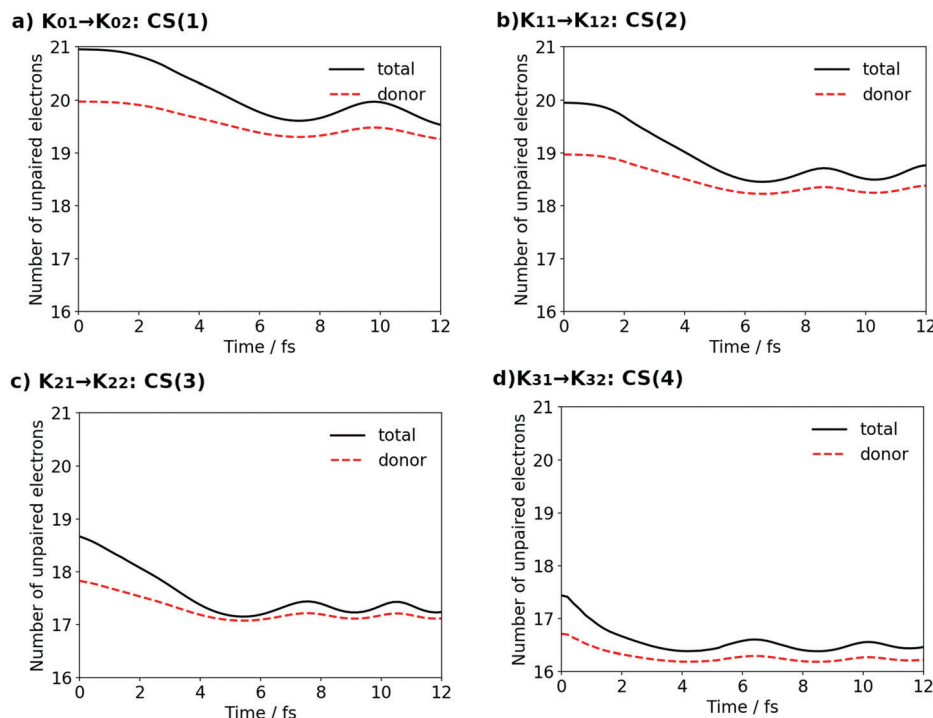 a) K01→K02: CS(1)
21
20
19
18
17
16
Number of unpaired electrons
total
donor
0 2 4 6 8 10 12
Time / fs
b)K11→K12: CS(2)
21
20
19
18
17
16
Number of unpaired electrons
total
donor
0 2 4 6 8 10 12
Time / fs
c) K21→K22: CS(3)
21
20
19
18
17
16
Number of unpaired electrons
total
donor
0 2 4 6 8 10 12
Time / fs
d)K31→K32: CS(4)
21
20
19
18
17
16
Number of unpaired electrons
total
donor
0 2 4 6 8 10 12
Time / fs